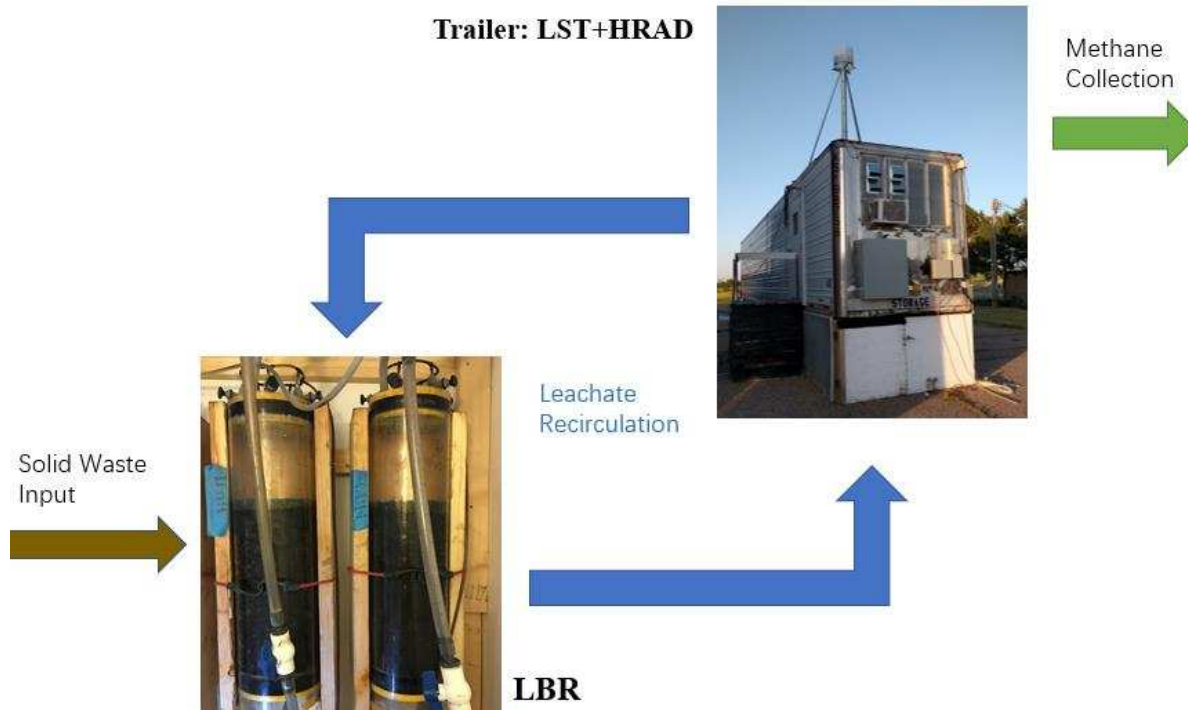 Trailer: LST+HRAD
Methane
Collection
STORAGE
Leachate
Recirculation
Solid Waste
Input
LBR